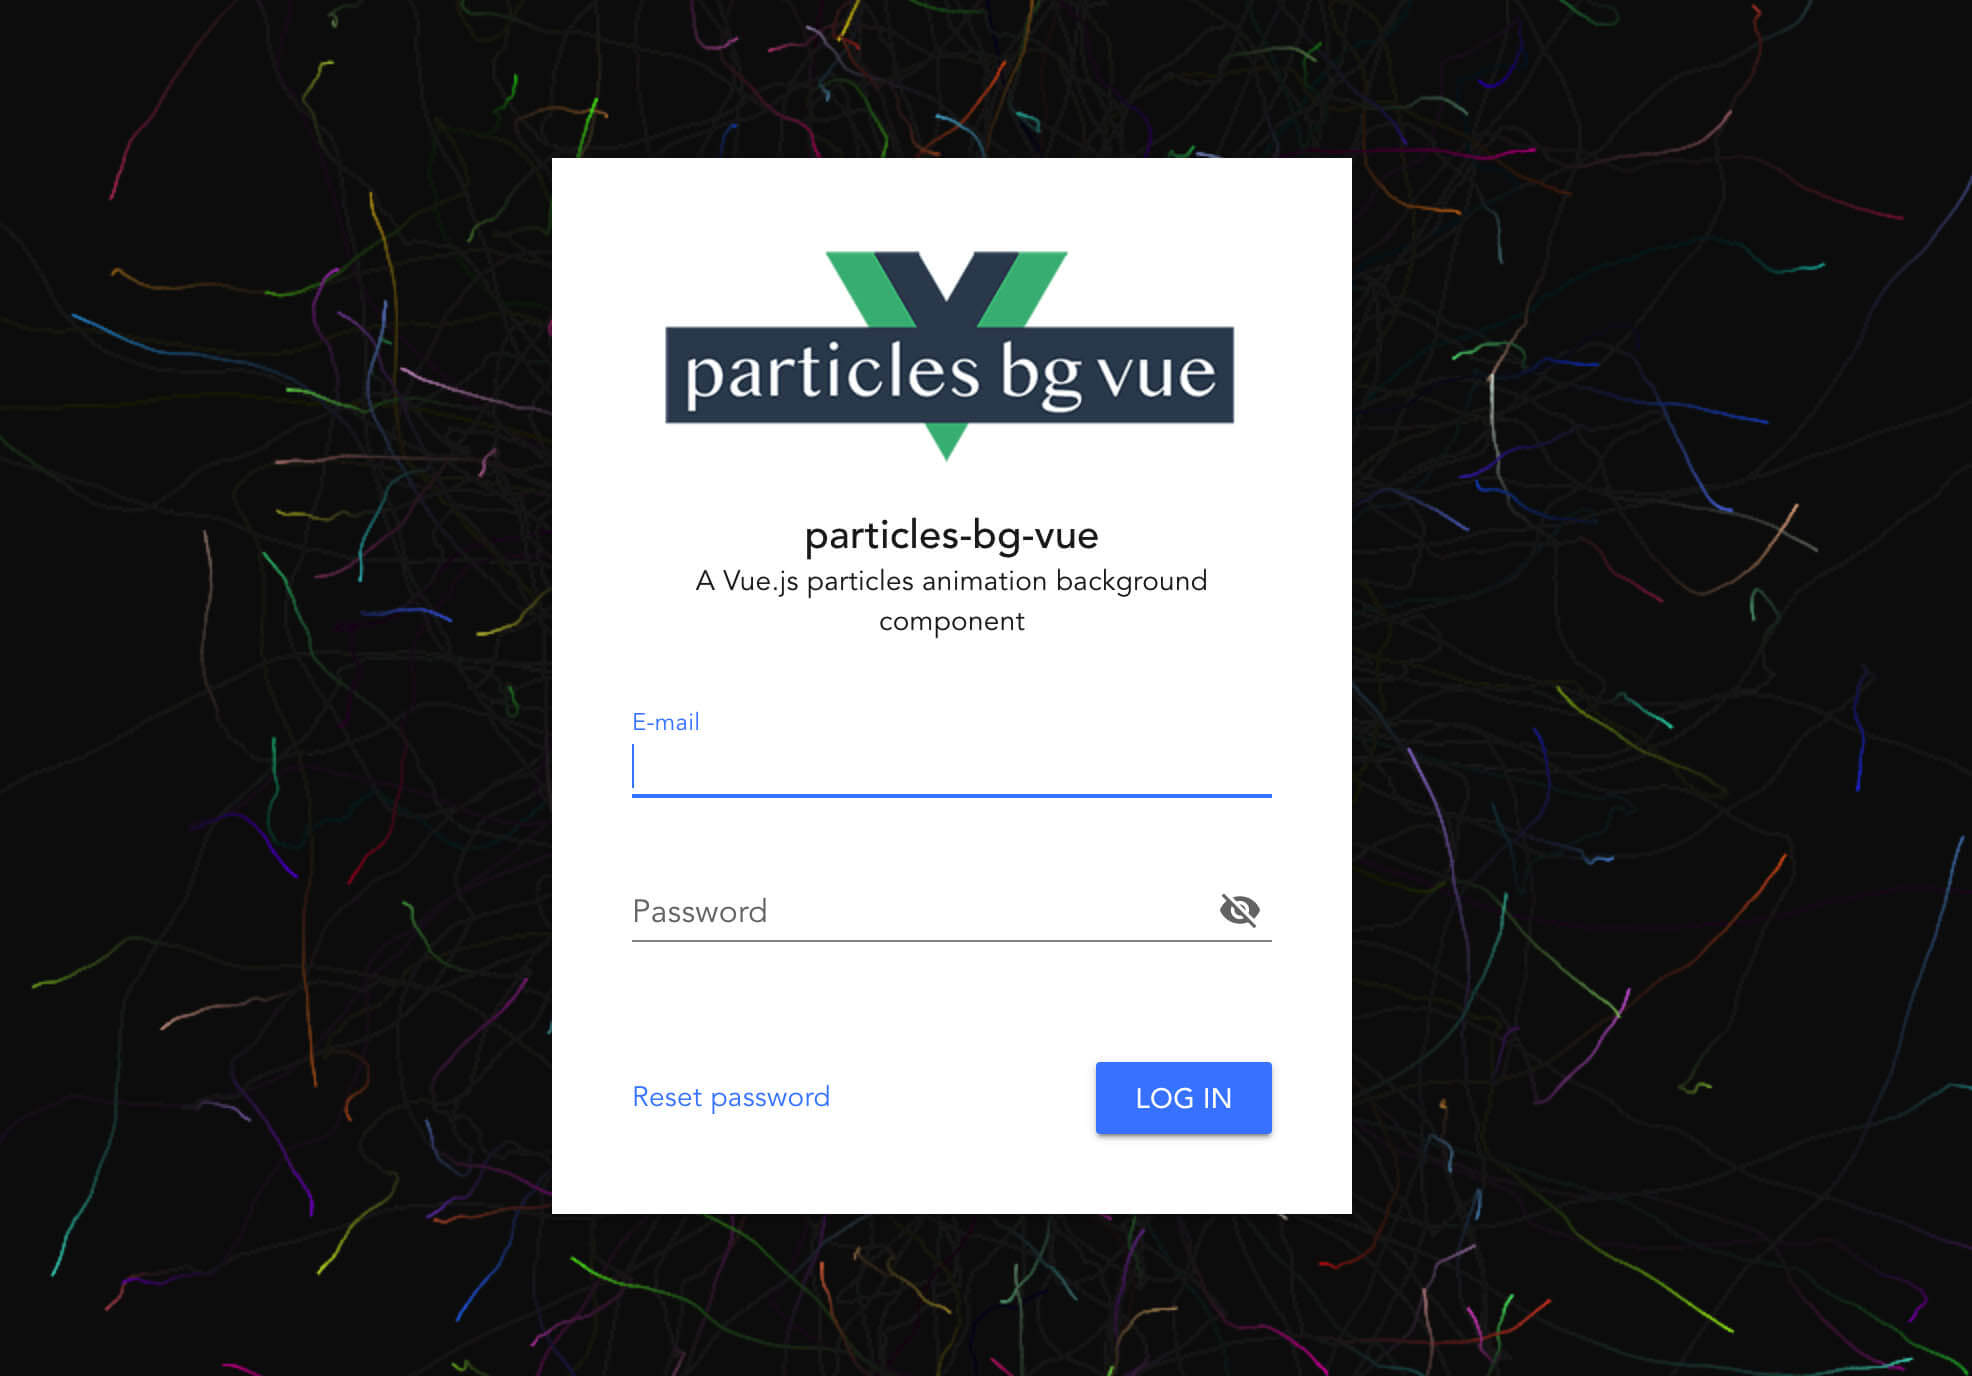 particles bg vue
particles-bg-vue
A Vue.js particles animation background
component
E-mail
Password
Reset password
LOG IN